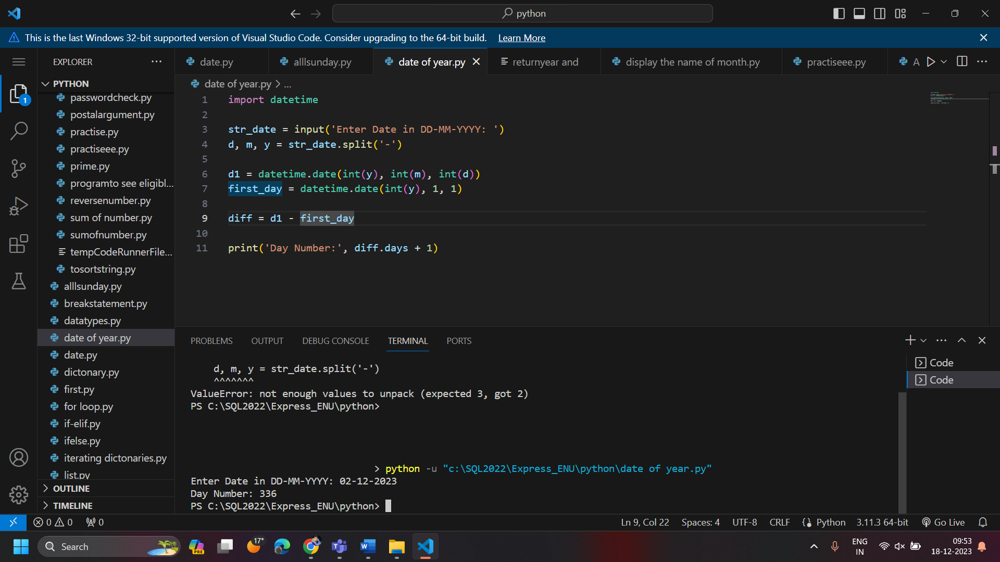 python
This is the last Windows 32-bit supported version of Visual Studio Code. Consider upgrading to the 64-bit build. Learn More
EXPLORER
date.py
alllsunday.py
date of year.py
returnyear and
display the name of month.py
practiseee.py
A
PYTHON
date of year.py > ...
1
passwordcheck.py
postalargument.py
practise.py
practiseee.py
prime.py
programto see eligibl...
reversenumber.py
sum of number.py
sumofnumber.py
tempCodeRunnerFile...
tosortstring.py
alllsunday.py
breakstatement.py
datatypes.py
date of year.py
date.py
dictonary.py
first.py
for loop.py
if-elif.py
ifelse.py
iterating dictonaries.py
list.py
OUTLINE
TIMELINE
1 import datetime
2
3 str_date = input('Enter Date in DD-MM-YYYY: ')
4 d, m, y = str_date.split('-')
5
6 d1 = datetime.date(int(y), int(m), int(d))
7 first_day = datetime.date(int(y), 1, 1)
8
9 diff = d1 - first_day
10
11 print('Day Number:', diff.days + 1)
PROBLEMS OUTPUT DEBUG CONSOLE TERMINAL PORTS
d, m, y = str_date.split('-')
^^^^^^^
ValueError: not enough values to unpack (expected 3, got 2)
PS C:\SQL2022\Express_ENU\python>
> python -u "c:\SQL2022\Express_ENU\python\date of year.py"
Enter Date in DD-MM-YYYY: 02-12-2023
Day Number: 336
PS C:\SQL2022\Express_ENU\python>
Code
Code
0 0 0
Ln 9, Col 22 Spaces: 4 UTF-8 CRLF {} Python 3.11.3 64-bit Go Live
Search
PRE
17°
ENG
IN
09:53
18-12-2023